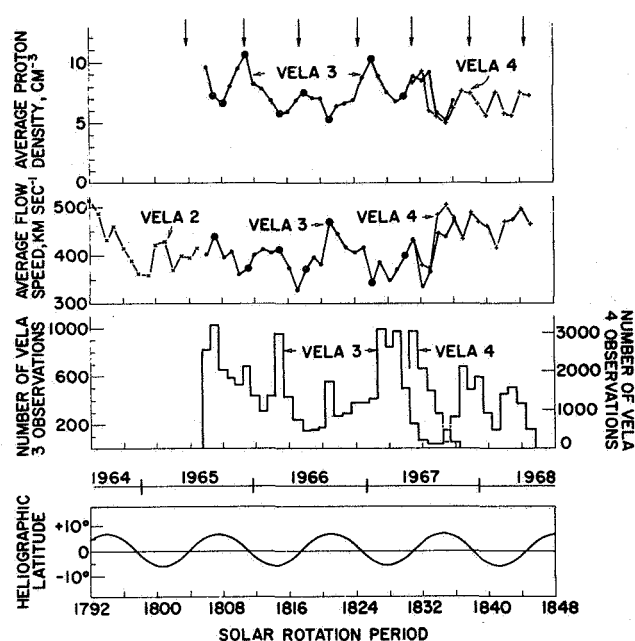 AVERAGE PROTON
DENSITY, CM⁻³
10
5
0
VELA 3
VELA 4
AVERAGE FLOW
SPEED, KM SEC⁻¹
500
400
300
VELA 2
VELA 3
VELA 4
NUMBER OF VELA
3 OBSERVATIONS
1000
600
200
VELA 3
VELA 4
3000
2000
1000
0
NUMBER OF VELA
4 OBSERVATIONS
1964 1965 1966 1967 1968
HELIOGRAPHIC
LATITUDE
+10°
0
-10°
1792 1800 1808 1816 1824 1832 1840 1848
SOLAR ROTATION PERIOD